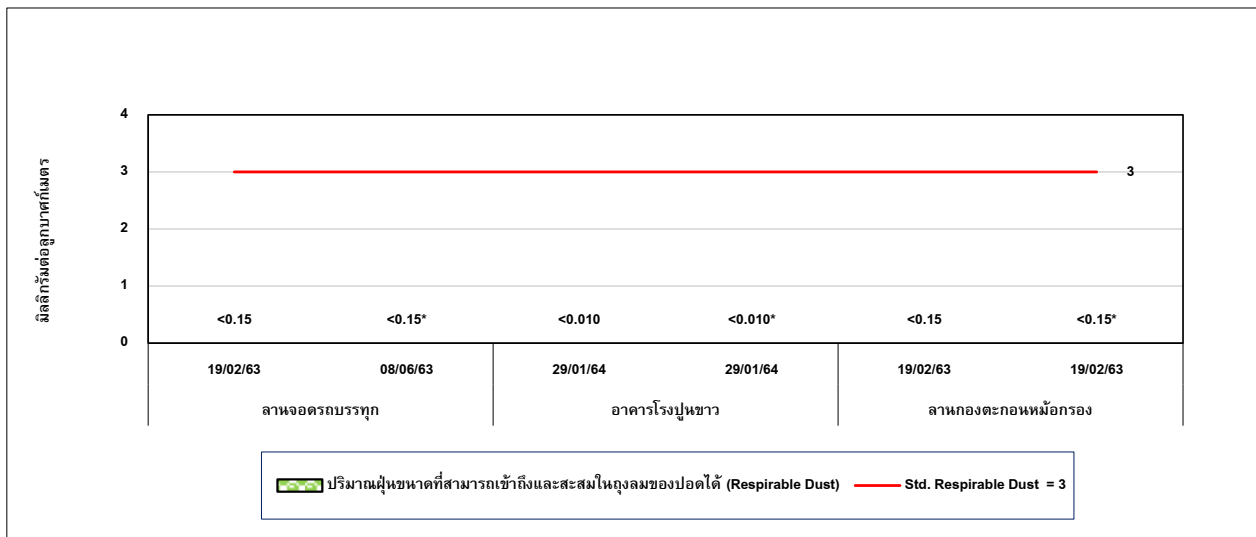 4
3
2
1
0
มิลลิกรัมต่อลูกบาศก์เมตร
3
<0.15 <0.15* <0.010 <0.010* <0.15 <0.15*
19/02/63 08/06/63 29/01/64 29/01/64 19/02/63 19/02/63
ลานจอดรถบรรทุก อาคารโรงปูนขาว ลานกองตะกอนหม้อกรอง
ปริมาณฝุ่นขนาดที่สามารถเข้าถึงและสะสมในถุงลมของปอดได้ (Respirable Dust) Std. Respirable Dust = 3